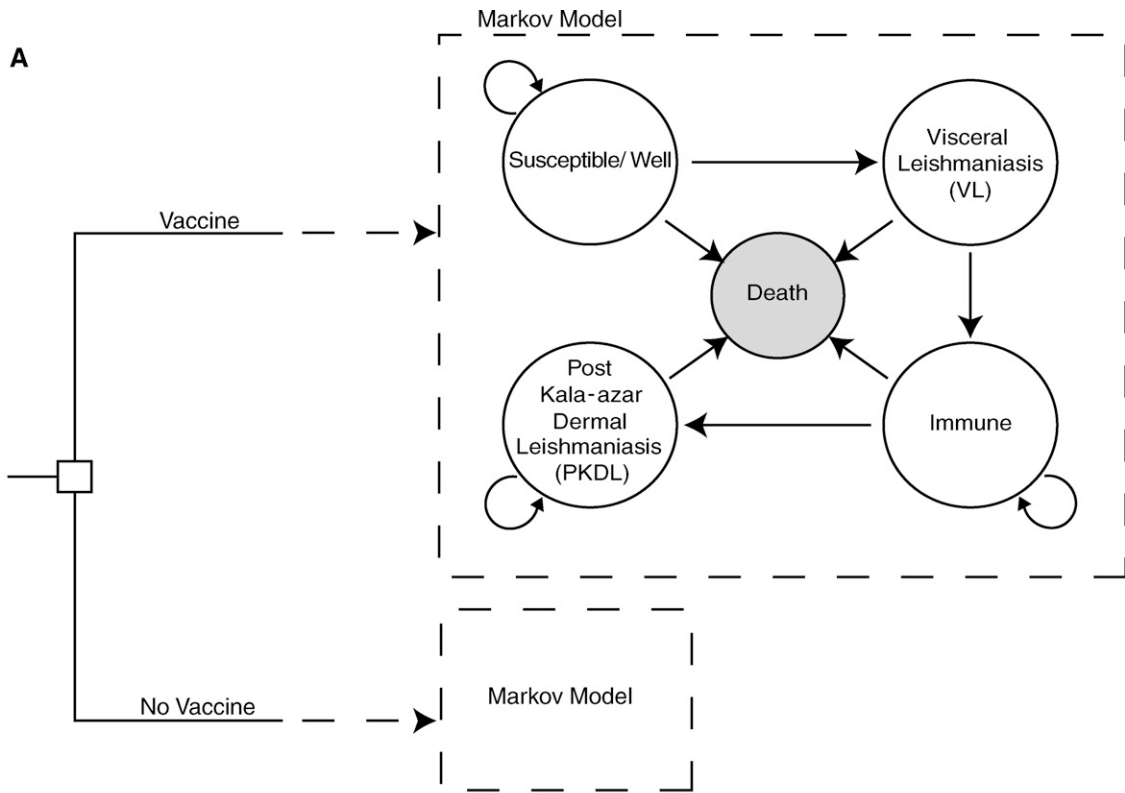 Markov Model
A
Susceptible/ Well
Visceral
Leishmaniasis
(VL)
Vaccine
Death
Post
Kala-azar
Dermal
Leishmaniasis
(PKDL)
Immune
No Vaccine
Markov Model